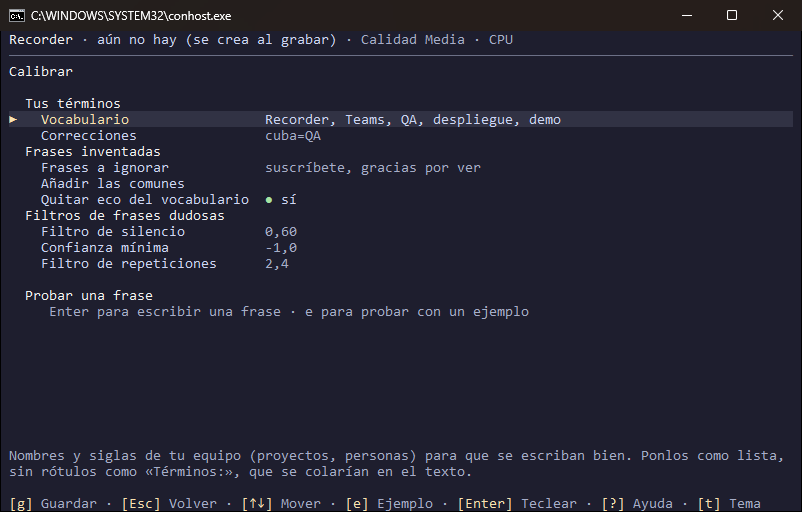 C:\WINDOWS\SYSTEM32\conhost.exe
Recorder · aún no hay (se crea al grabar) · Calidad Media · CPU
Calibrar
Tus términos
► Vocabulario Recorder, Teams, QA, despliegue, demo
Correcciones cuba=QA
Frases inventadas
Frases a ignorar suscríbete, gracias por ver
Añadir las comunes
Quitar eco del vocabulario ● sí
Filtros de frases dudosas
Filtro de silencio 0,60
Confianza mínima -1,0
Filtro de repeticiones 2,4
Probar una frase
Enter para escribir una frase · e para probar con un ejemplo
Nombres y siglas de tu equipo (proyectos, personas) para que se escriban bien. Ponlos como lista,
sin rótulos como «Términos:», que se colarían en el texto.
[g] Guardar · [Esc] Volver · [↑↓] Mover · [e] Ejemplo · [Enter] Teclear · [?] Ayuda · [t] Tema